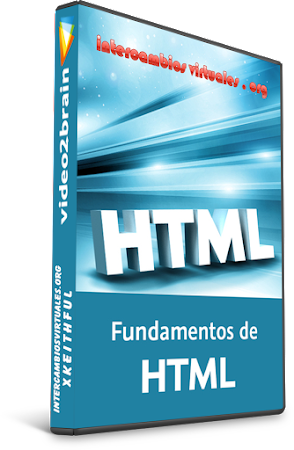 intercambios virtuales . org
HTML
Fundamentos de
HTML
video2brain
INTERCAMBIOSVIRTUALES.ORG
XKEITHFUL